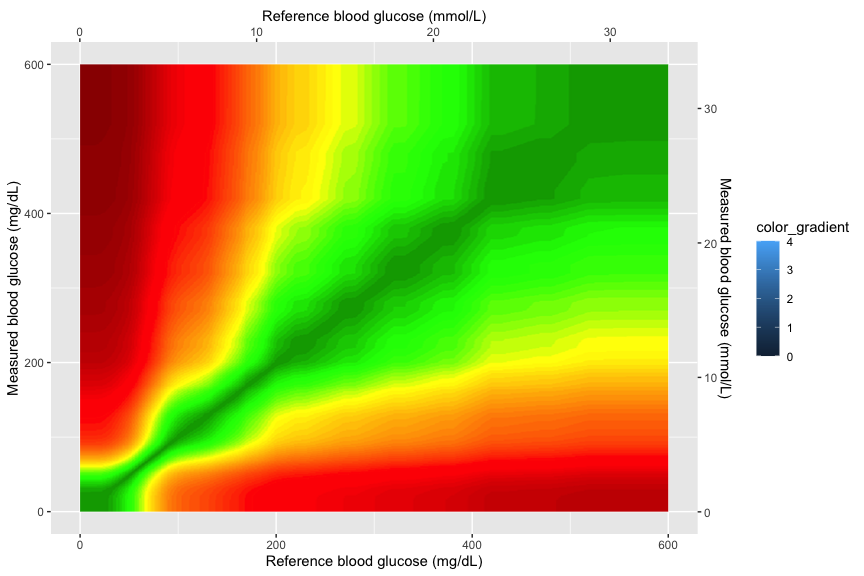 Reference blood glucose (mmol/L)
0 10 20 30
600
400
200
0
Measured blood glucose (mg/dL)
30
20
10
0
Measured blood glucose (mmol/L)
color_gradient
4
3
2
1
0
0 200 400 600
Reference blood glucose (mg/dL)